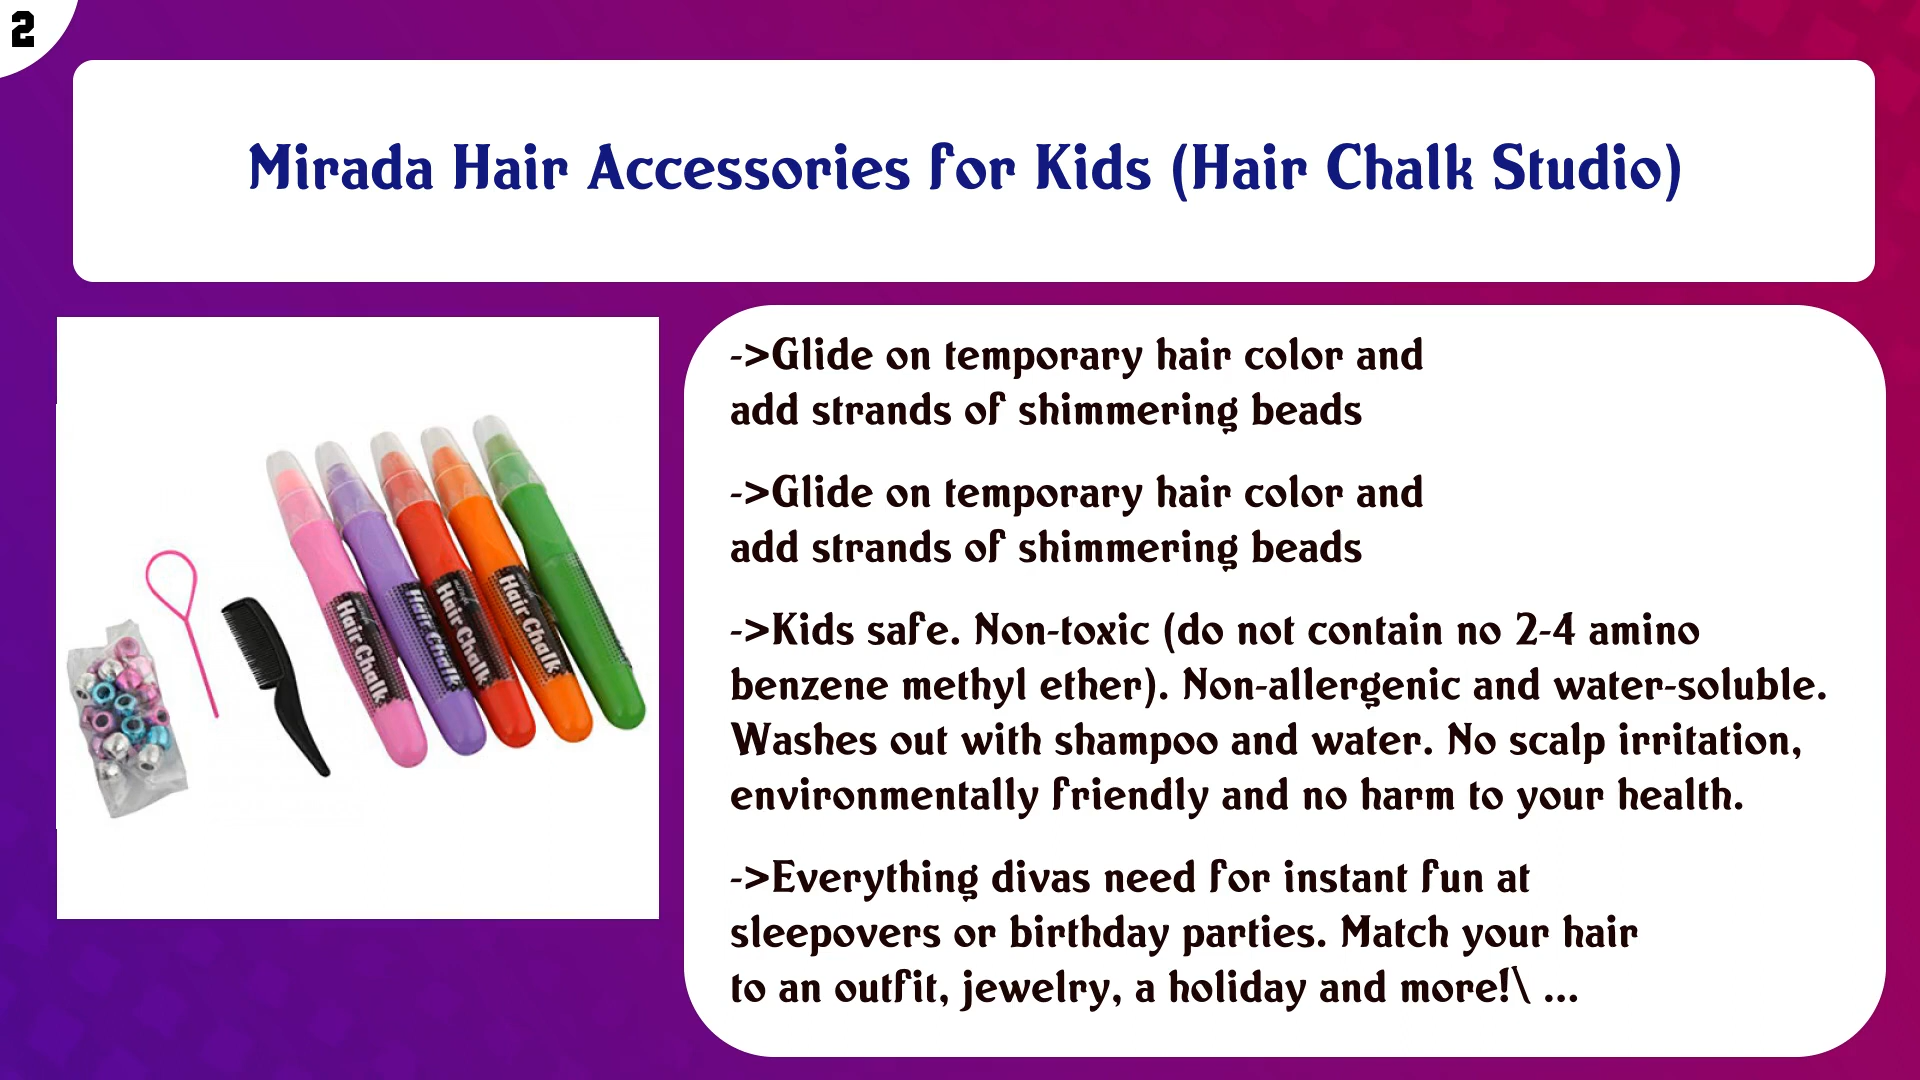 2
Mirada Hair Accessories for Kids (Hair Chalk Studio)
->Glide on temporary hair color and
add strands of shimmering beads
->Glide on temporary hair color and
add strands of shimmering beads
->Kids safe. Non-toxic (do not contain no 2-4 amino
benzene methyl ether). Non-allergenic and water-soluble.
Washes out with shampoo and water. No scalp irritation,
environmentally friendly and no harm to your health.
->Everything divas need for instant fun at
sleepovers or birthday parties. Match your hair
to an outfit, jewelry, a holiday and more!\ ...
Hair Chalk
Hair Chalk
Hair Chalk
Hair Chalk